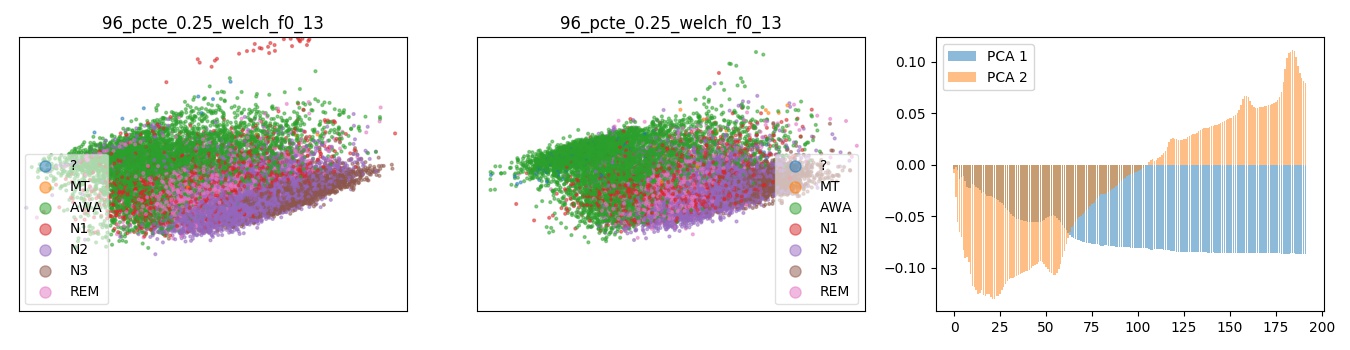 96_pcte_0.25_welch_f0_13
?
MT
AWA
N1
N2
N3
REM
96_pcte_0.25_welch_f0_13
?
MT
AWA
N1
N2
N3
REM
PCA 1
PCA 2
0.10
0.05
0.00
−0.05
−0.10
0 25 50 75 100 125 150 175 200